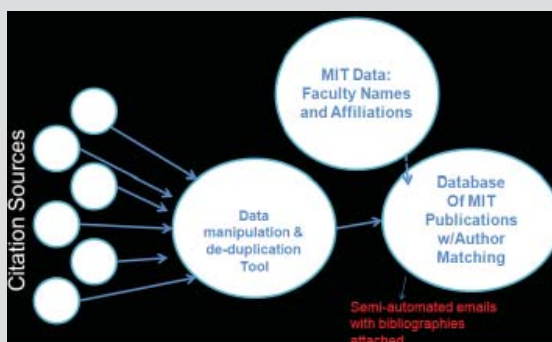 Citation Sources
MIT Data:
Faculty Names
and Affiliations
Data
manipulation &
de-duplication
Tool
Database
Of MIT
Publications
w/Author
Matching
Semi-automated emails
with bibliographies
attached